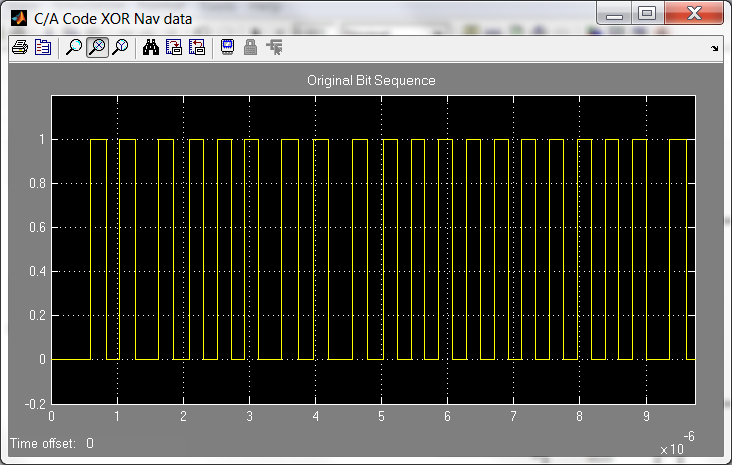 C/A Code XOR Nav data
Original Bit Sequence
1
0.8
0.6
0.4
0.2
0
-0.2
0 1 2 3 4 5 6 7 8 9
x 10^-6
Time offset: 0